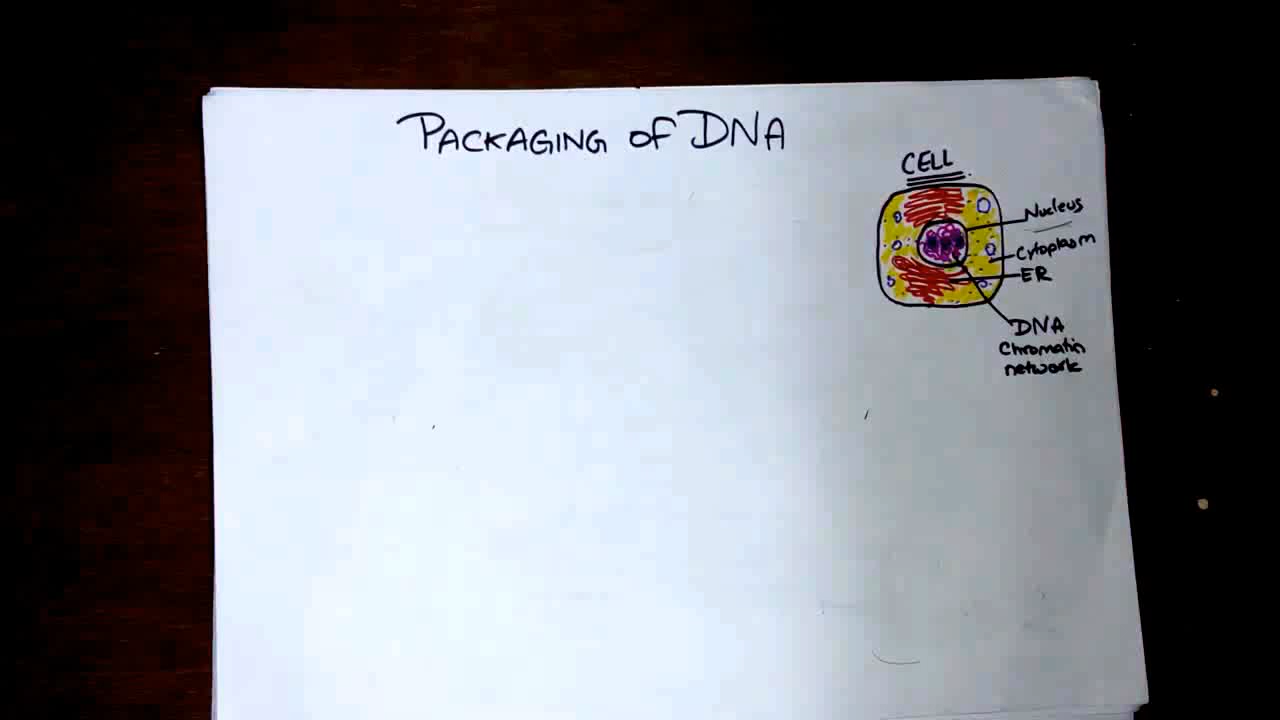 PACKAGING OF DNA
CELL
Nucleus
Cytoplasm
ER
DNA
Chromatin
network